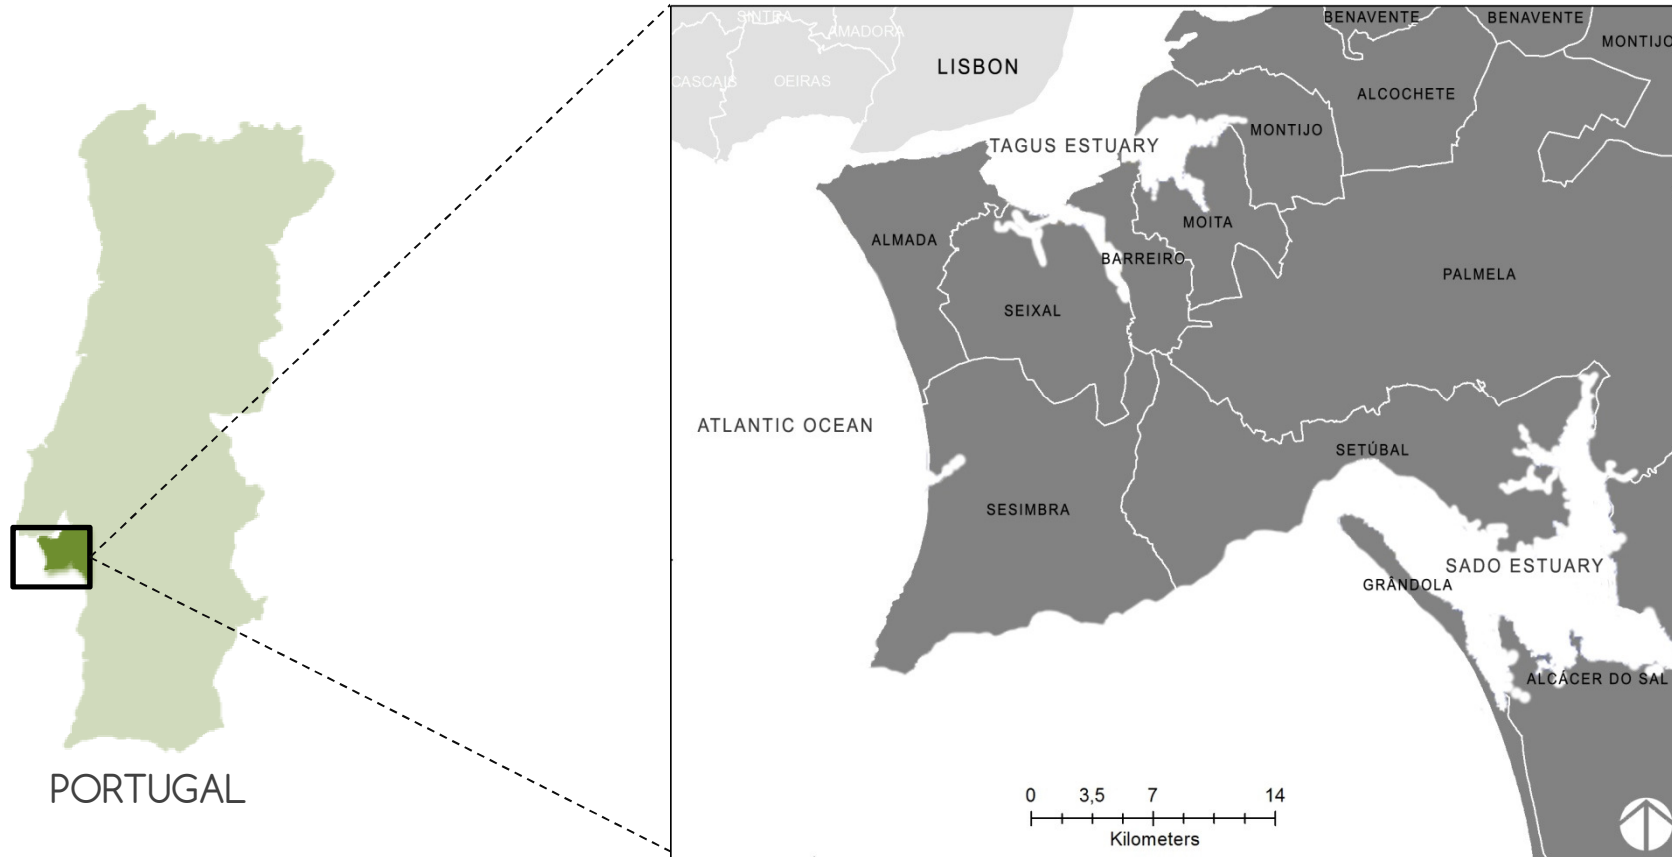 SINTRA
BENAVENTE
BENAVENTE
AMADORA
MONTIJO
LISBON
CASCAIS
OEIRAS
ALCOCHETE
MONTIJO
TAGUS ESTUARY
MOITA
ALMADA
BARREIRO
PALMELA
SEIXAL
ATLANTIC OCEAN
SETÚBAL
SESIMBRA
SADO ESTUARY
GRÂNDOLA
ALCÁCER DO SAL
PORTUGAL
0 3,5 7 14
Kilometers